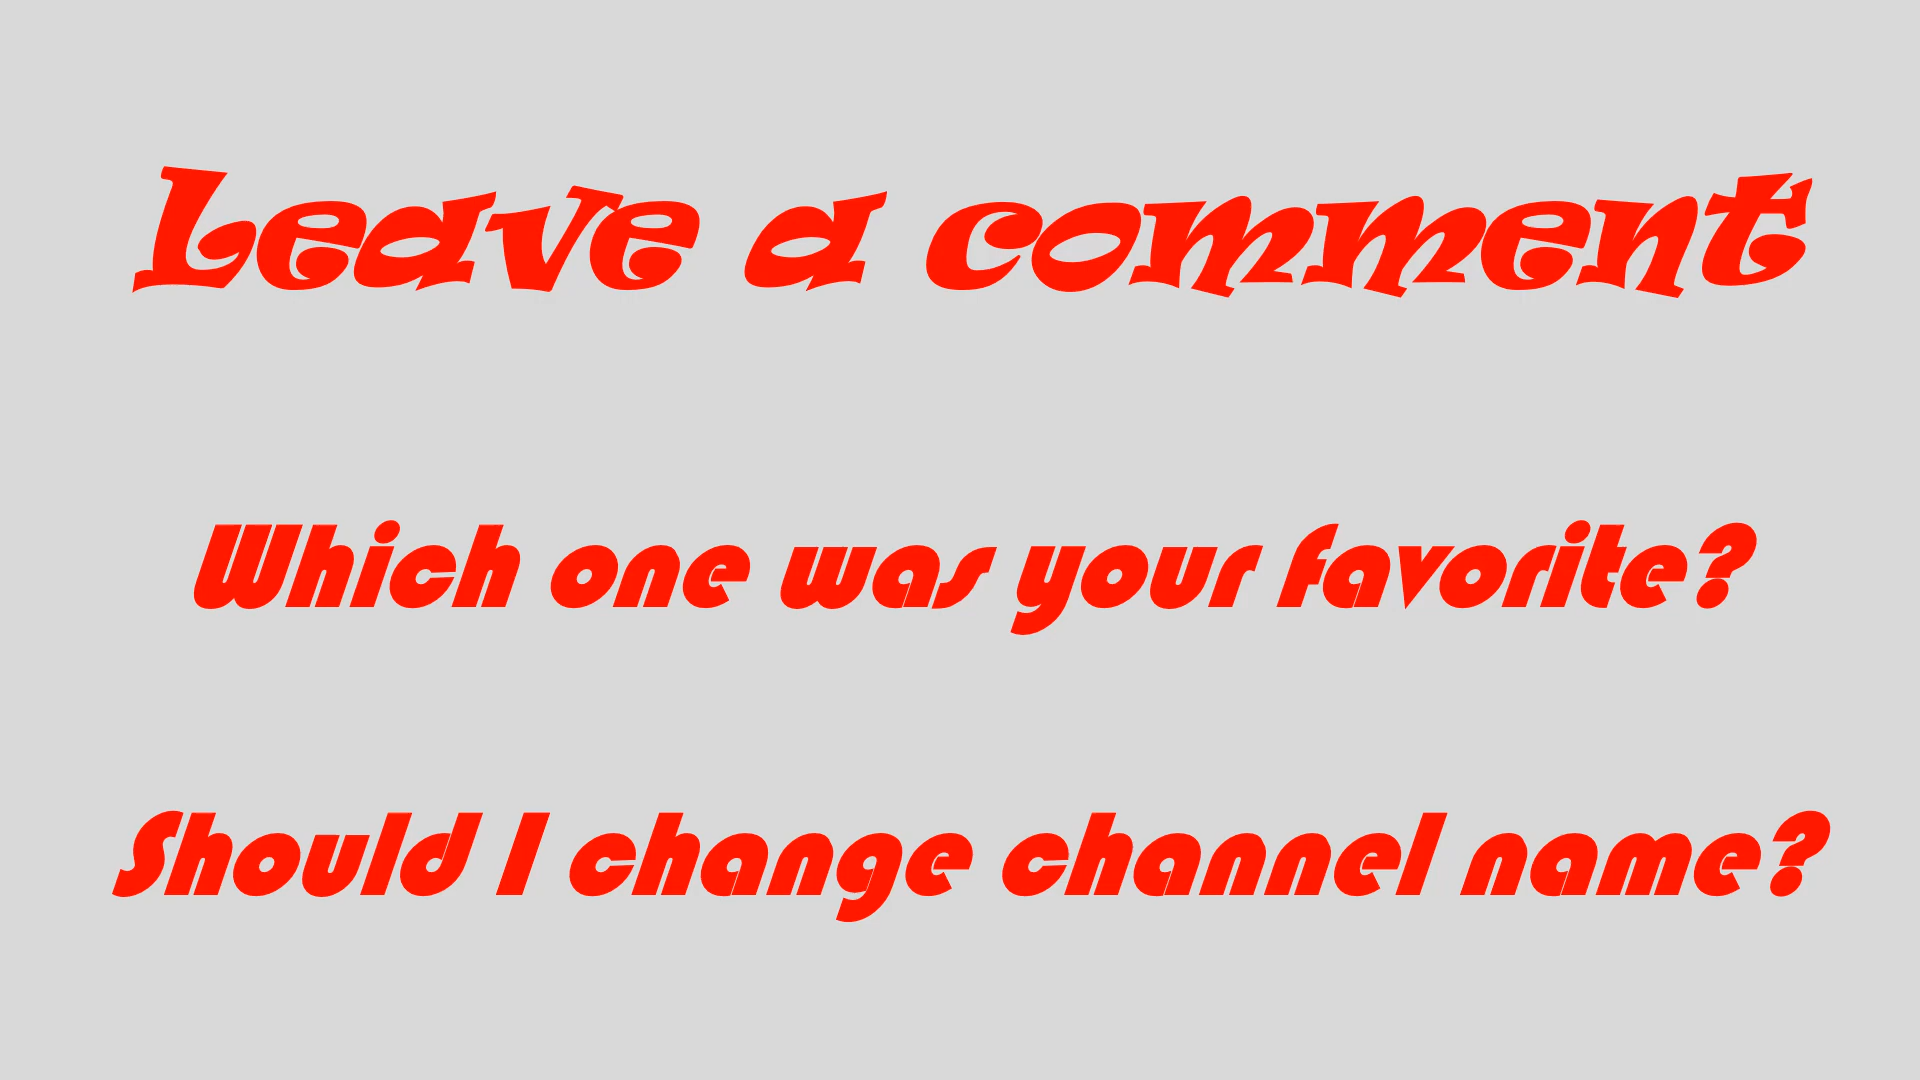 Leave a comment
Which one was your favorite?
Should I change channel name?